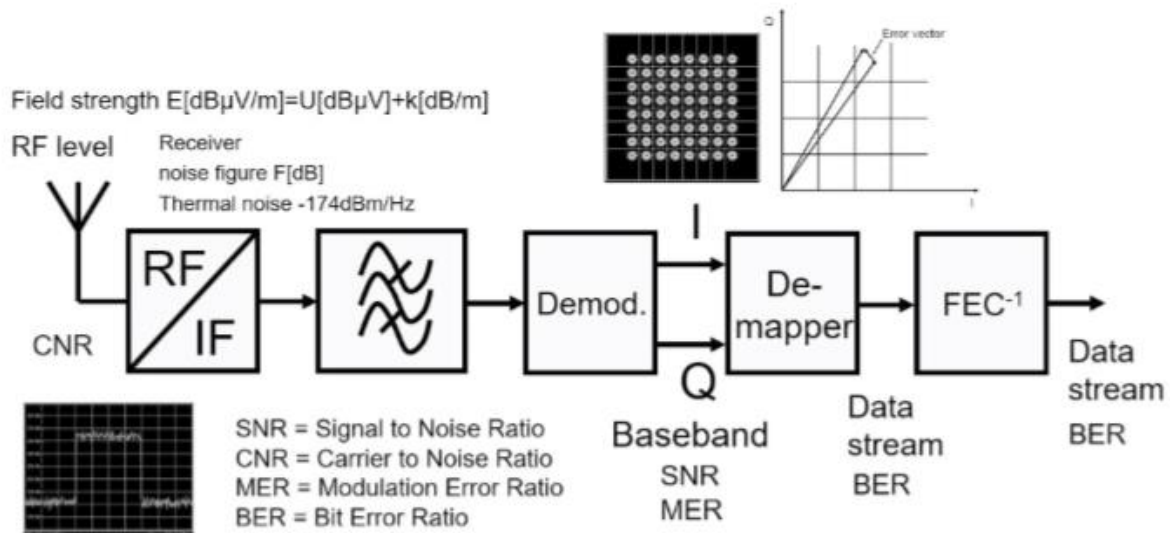 Error vector
Q
I
Field strength E[dBμV/m]=U[dBμV]+k[dB/m]
RF level
Receiver
noise figure F[dB]
Thermal noise -174dBm/Hz
RF
IF
CNR
Demod.
I
Q
De-
mapper
FEC⁻¹
Baseband
SNR
MER
Data
stream
BER
Data
stream
BER
SNR = Signal to Noise Ratio
CNR = Carrier to Noise Ratio
MER = Modulation Error Ratio
BER = Bit Error Ratio